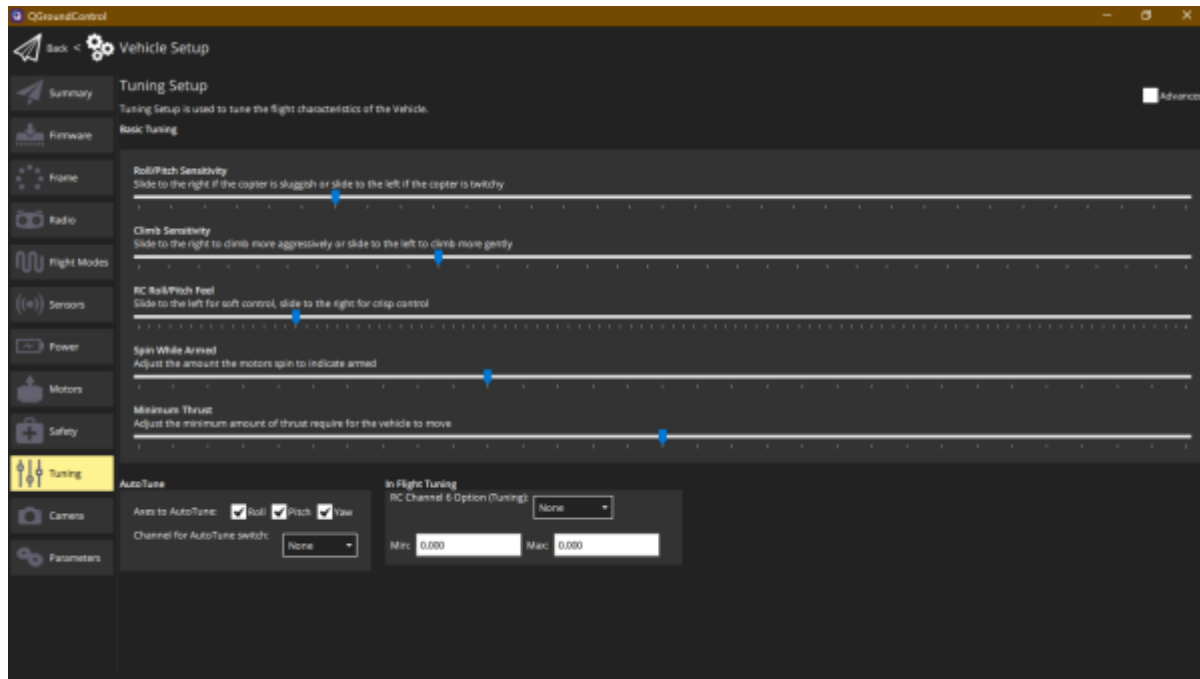 QGroundControl
Back < Vehicle Setup
Summary
Firmware
Frame
Radio
Flight Modes
Sensors
Power
Motors
Safety
Tuning
Camera
Parameters
Tuning Setup
Tuning Setup is used to tune the flight characteristics of the Vehicle.
Advanced
Basic Tuning
Roll/Pitch Sensitivity
Slide to the right if the copter is sluggish or slide to the left if the copter is twitchy
Climb Sensitivity
Slide to the right to climb more aggressively or slide to the left to climb more gently
RC Roll/Pitch Feel
Slide to the left for soft control, slide to the right for crisp control
Spin While Armed
Adjust the amount the motors spin to indicate armed
Minimum Thrust
Adjust the minimum amount of thrust require for the vehicle to move
AutoTune
Axes to AutoTune: Roll Pitch Yaw
Channel for AutoTune switch: None
In Flight Tuning
RC Channel 6 Option (Tuning): None
Min: 0.000 Max: 0.000